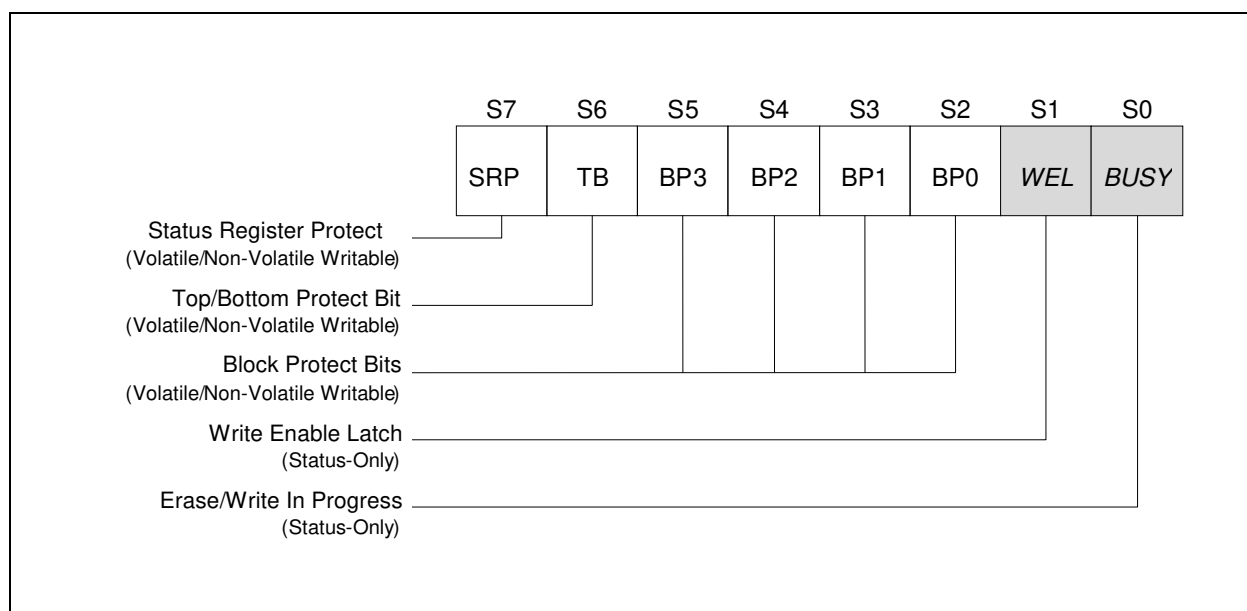 S7 S6 S5 S4 S3 S2 S1 S0
SRP TB BP3 BP2 BP1 BP0 WEL BUSY
Status Register Protect
(Volatile/Non-Volatile Writable)
Top/Bottom Protect Bit
(Volatile/Non-Volatile Writable)
Block Protect Bits
(Volatile/Non-Volatile Writable)
Write Enable Latch
(Status-Only)
Erase/Write In Progress
(Status-Only)